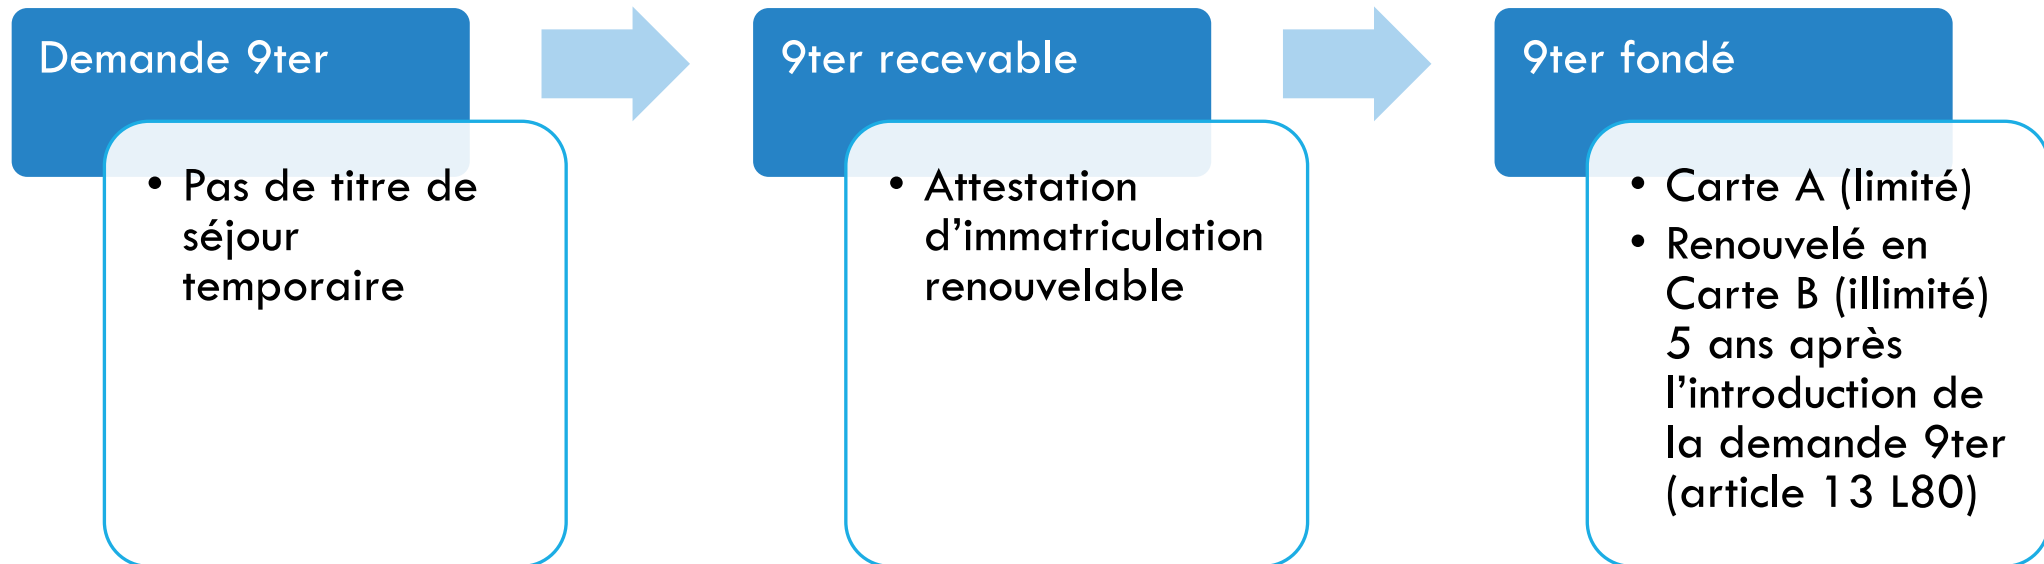 Demande 9ter
• Pas de titre de
séjour
temporaire
9ter recevable
• Attestation
d’immatriculation
renouvelable
9ter fondé
• Carte A (limité)
• Renouvelé en
Carte B (illimité)
5 ans après
l’introduction de
la demande 9ter
(article 13 L80)